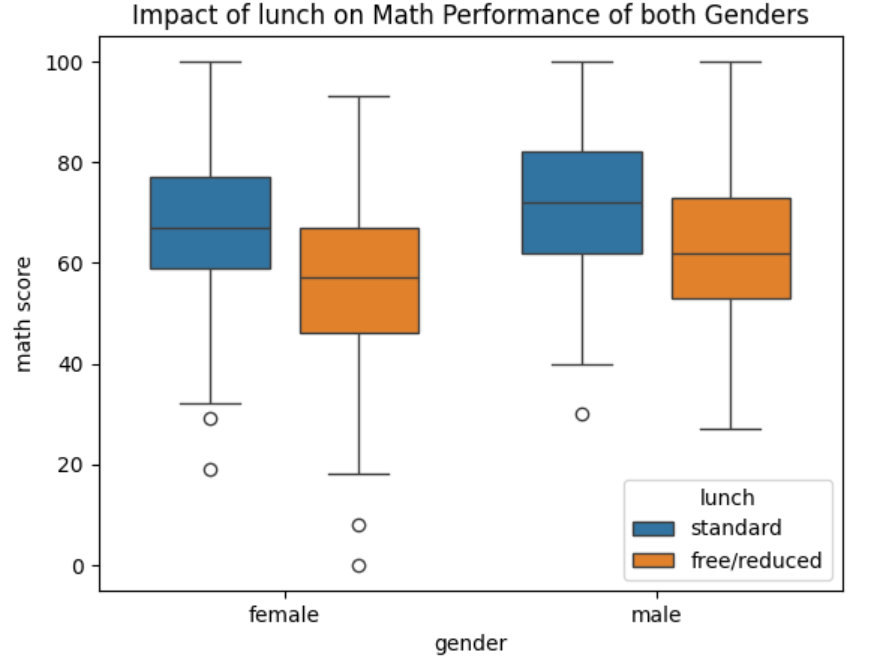 Impact of lunch on Math Performance of both Genders
100
80
60
40
20
0
math score
lunch
standard
free/reduced
female
male
gender